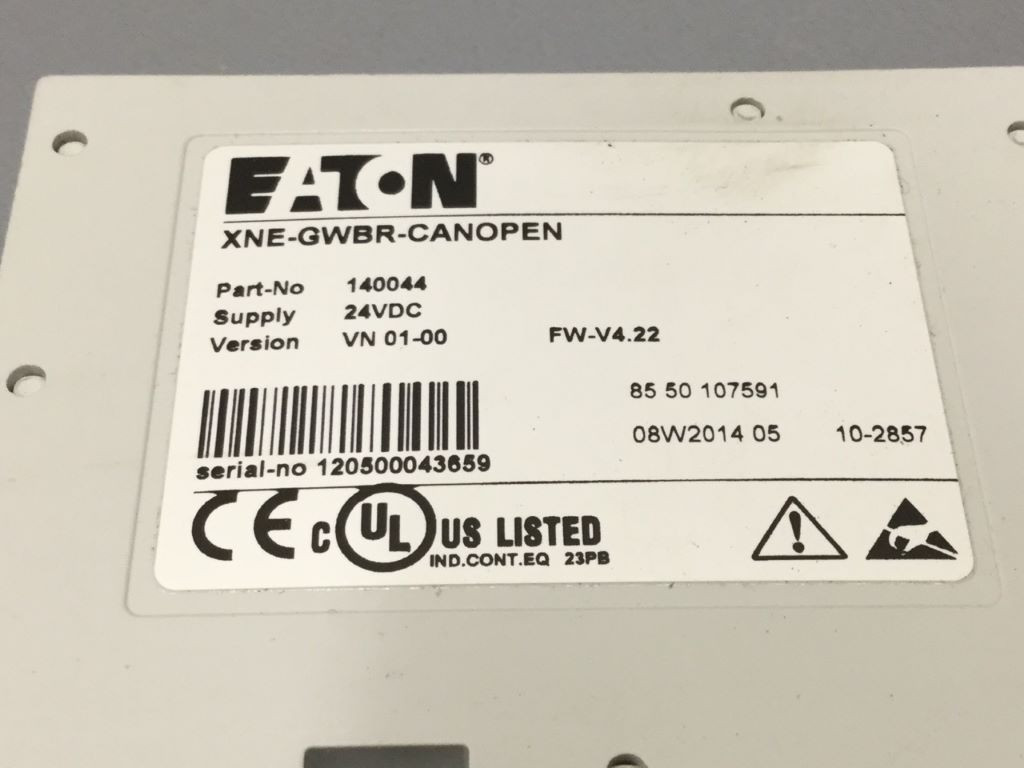 EATON®
XNE-GWBR-CANOPEN
Part-No 140044
Supply 24VDC
Version VN 01-00 FW-V4.22
85 50 107591
08W2014 05 10-2857
serial-no 120500043659
CE c UL US LISTED
IND.CONT.EQ 23PB